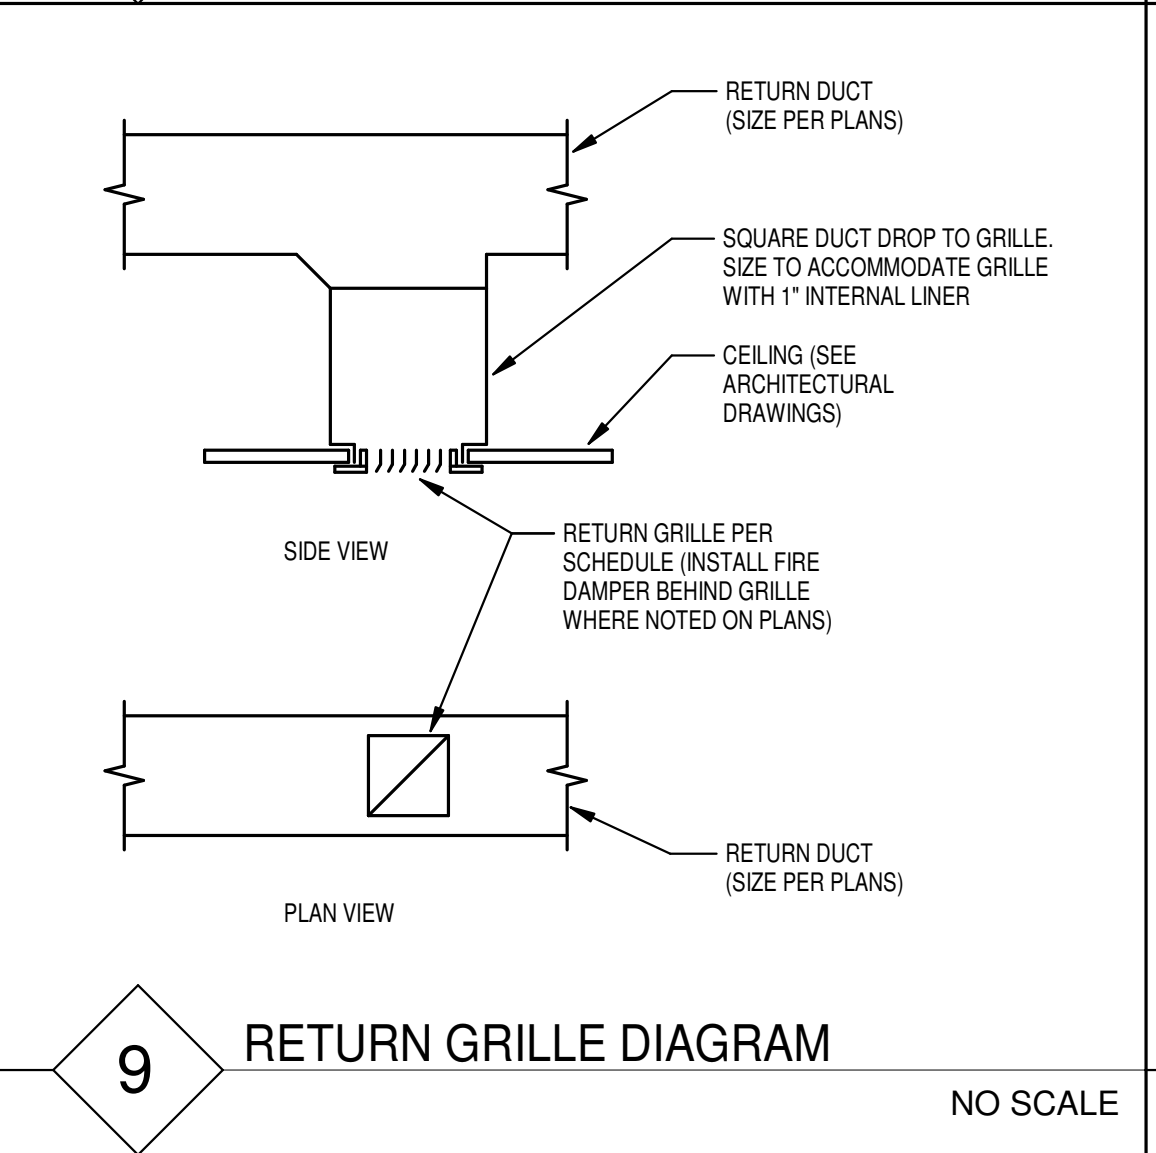 RETURN DUCT
(SIZE PER PLANS)
SQUARE DUCT DROP TO GRILLE.
SIZE TO ACCOMMODATE GRILLE
WITH 1" INTERNAL LINER
CEILING (SEE
ARCHITECTURAL
DRAWINGS)
SIDE VIEW
RETURN GRILLE PER
SCHEDULE (INSTALL FIRE
DAMPER BEHIND GRILLE
WHERE NOTED ON PLANS)
RETURN DUCT
(SIZE PER PLANS)
PLAN VIEW
9
RETURN GRILLE DIAGRAM
NO SCALE